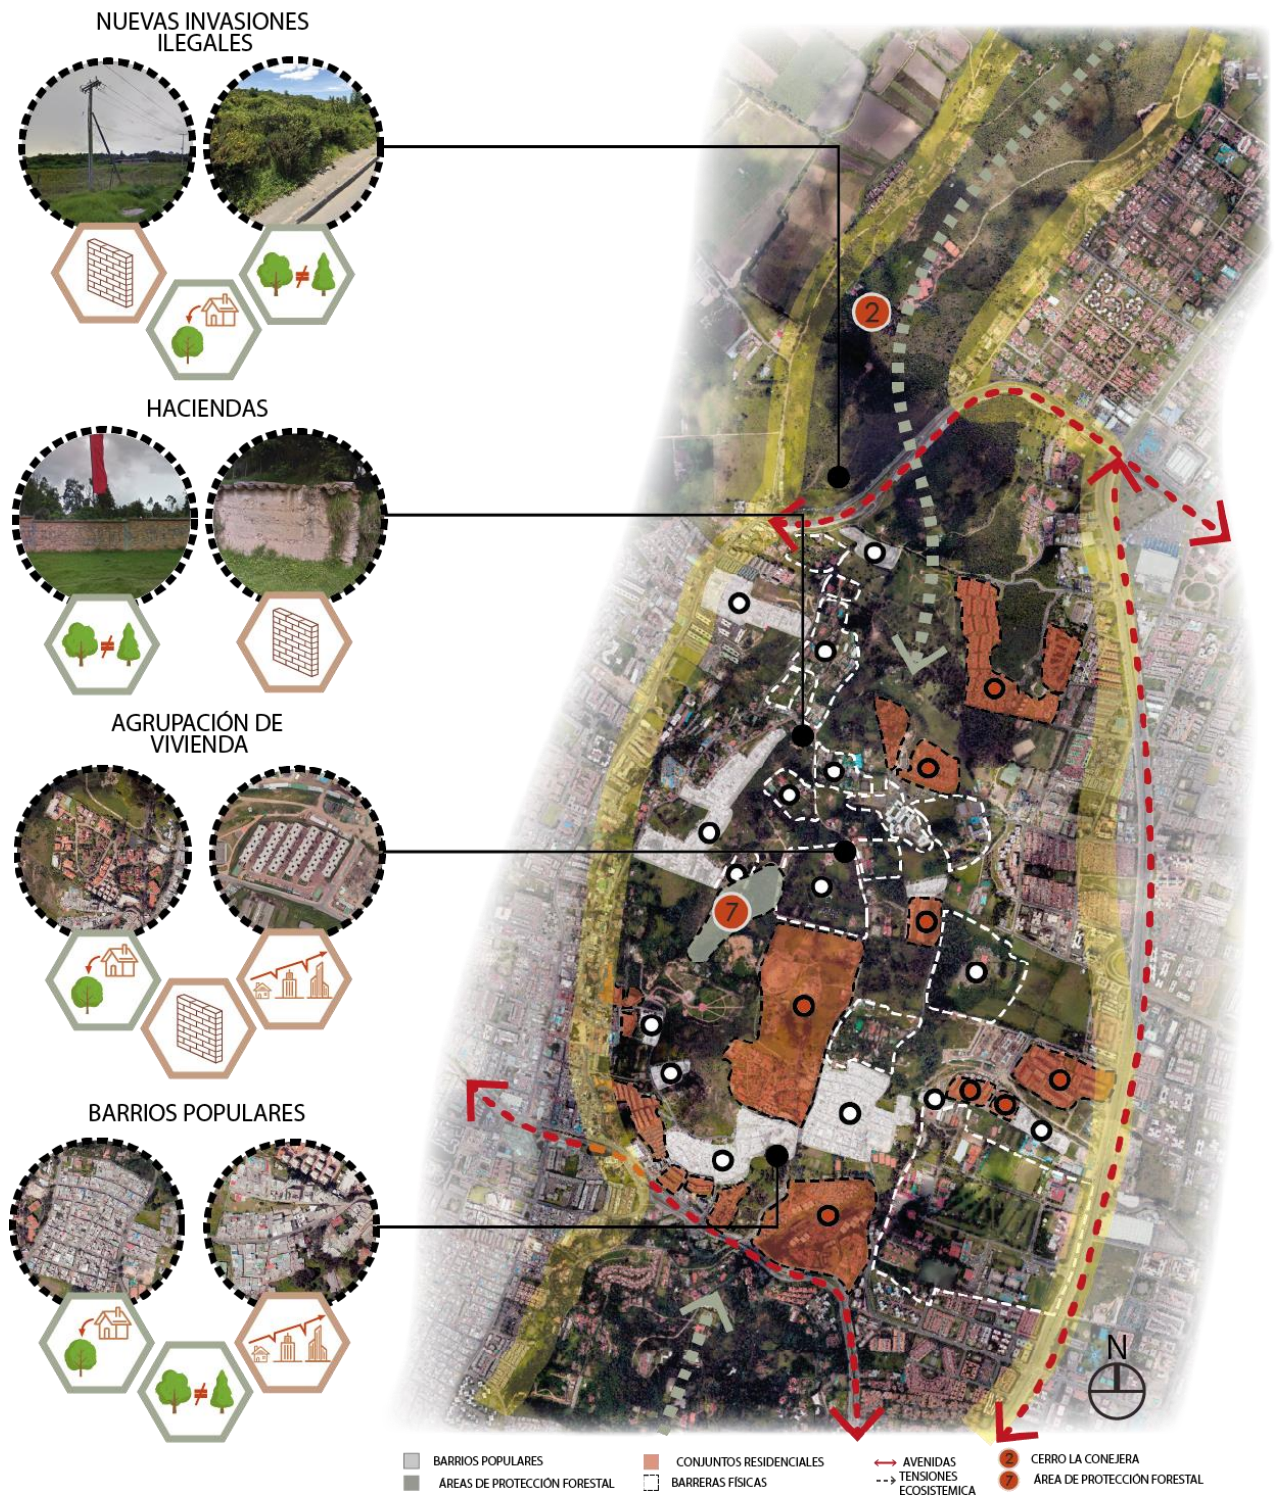 NUEVAS INVASIONES
ILEGALES
HACIENDAS
AGRUPACIÓN DE
VIVIENDA
BARRIOS POPULARES
2
7
N
BARRIOS POPULARES
ÁREAS DE PROTECCIÓN FORESTAL
CONJUNTOS RESIDENCIALES
BARRERAS FÍSICAS
AVENIDAS
TENSIONES
ECOSISTEMICA
2 CERRO LA CONEJERA
7 ÁREA DE PROTECCIÓN FORESTAL